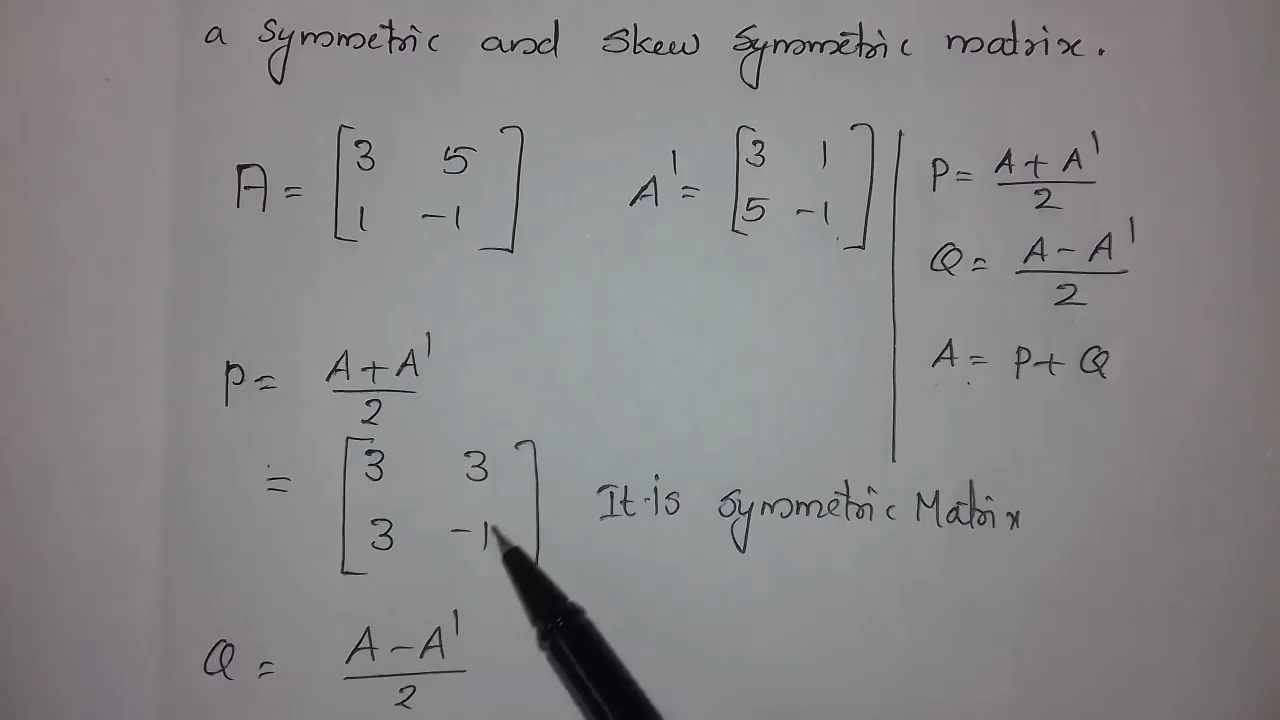 a symmetric and skew symmetric matrix.
A = [3 5
1 -1]
A' = [3 1
5 -1]
P = A + A' / 2
Q = A - A' / 2
A = P + Q
P = A + A' / 2
= [3 3
3 -1]
It is symmetric Matrix
Q = A - A' / 2